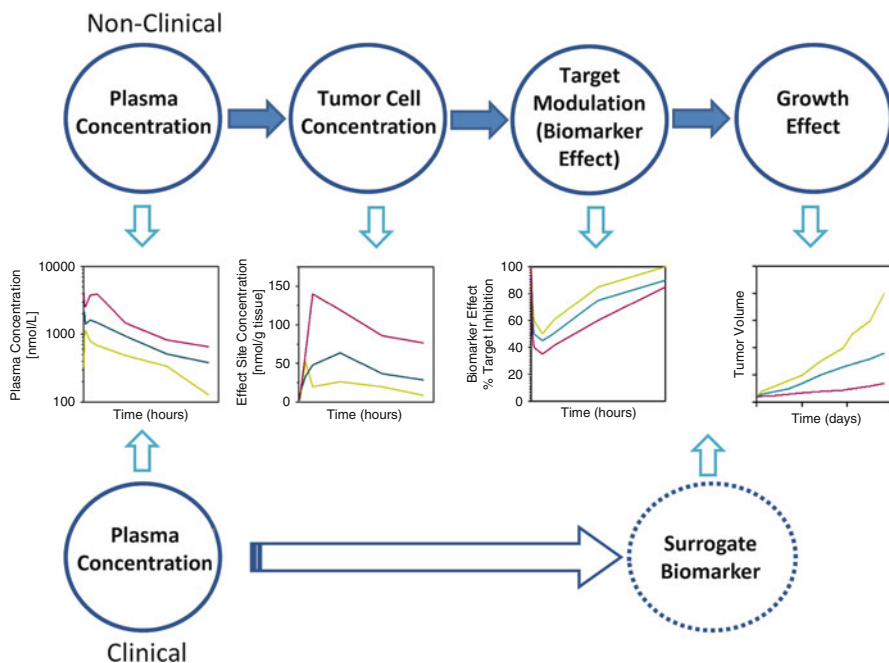 Non-Clinical
Plasma
Concentration
Tumor Cell
Concentration
Target
Modulation
(Biomarker
Effect)
Growth
Effect
Plasma Concentration
[nmol/L]
10000
1000
100
Time (hours)
Effect Site Concentration
[nmol/g tissue]
150
100
50
0
Time (hours)
Biomarker Effect
% Target Inhibition
100
80
60
40
20
0
Time (hours)
Tumor Volume
Time (days)
Plasma
Concentration
Surrogate
Biomarker
Clinical